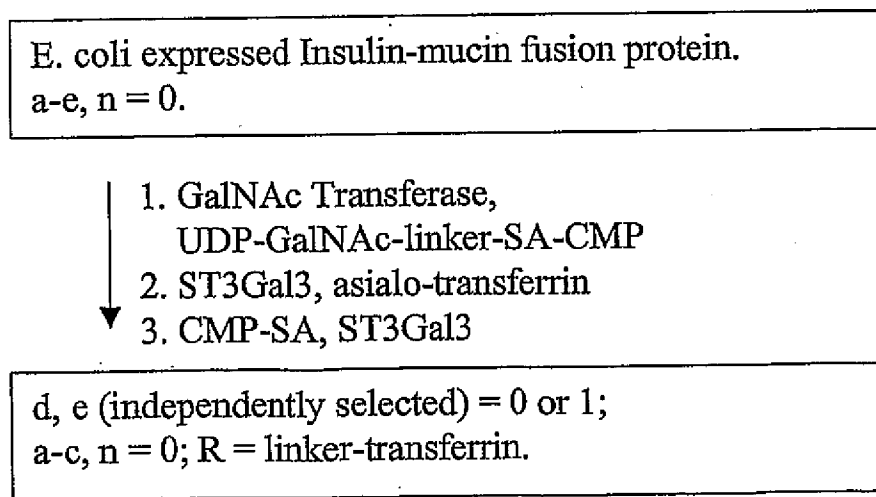 E. coli expressed Insulin-mucin fusion protein.
a-e, n = 0.
1. GalNAc Transferase,
UDP-GalNAc-linker-SA-CMP
2. ST3Gal3, asialo-transferrin
3. CMP-SA, ST3Gal3
d, e (independently selected) = 0 or 1;
a-c, n = 0; R = linker-transferrin.